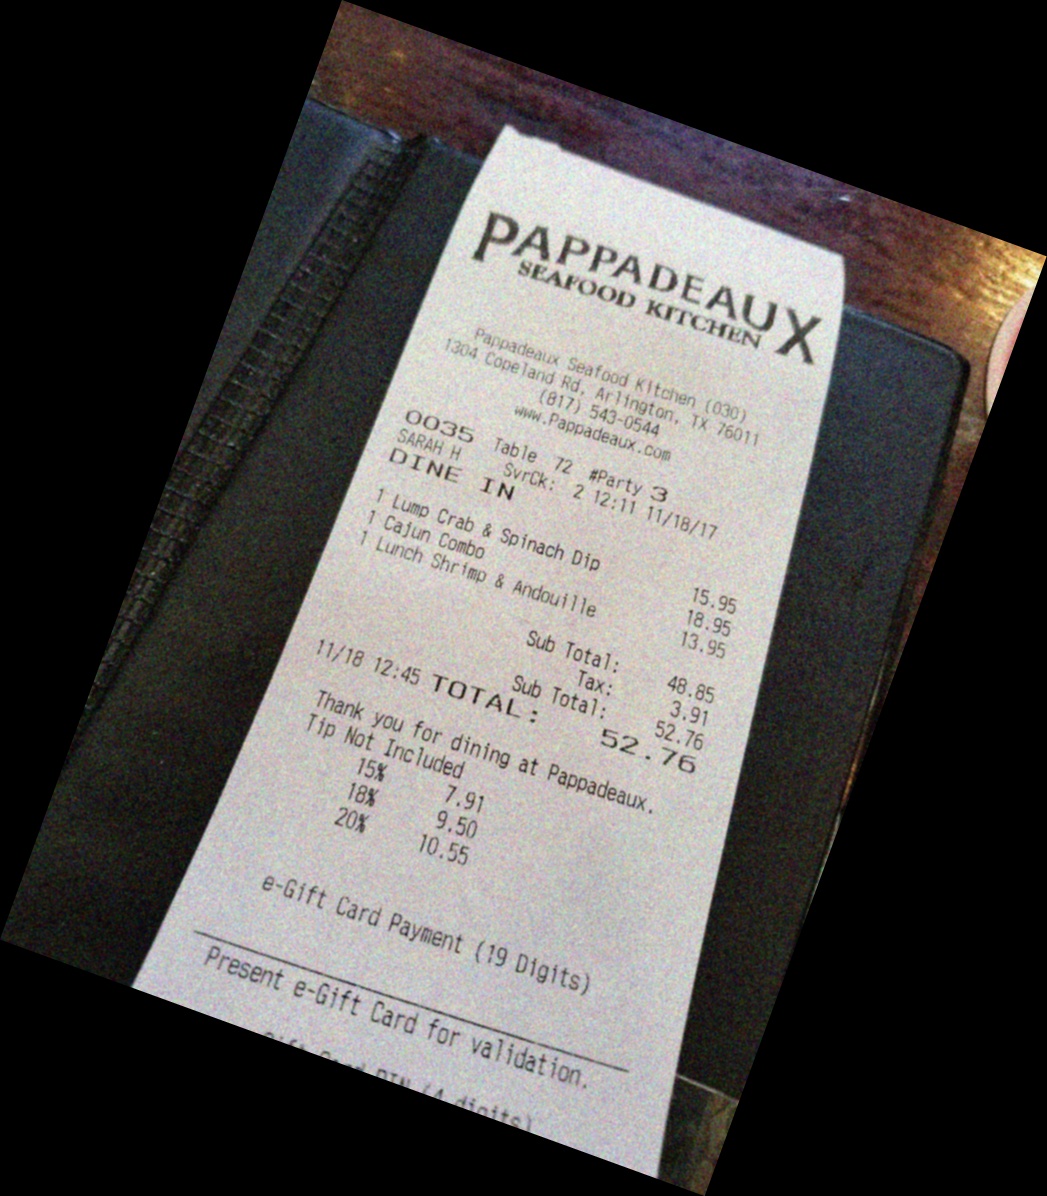 PAPPADEAUX
SEAFOOD KITCHEN
Pappadeaux Seafood Kitchen (030)
1304 Copeland Rd, Arlington, TX 76011
(817) 543-0544
www.Pappadeaux.com
0035 Table 72 #Party 3
SARAH H SvrCk: 2 12:11 11/18/17
DINE IN
1 Lump Crab & Spinach Dip 15.95
1 Cajun Combo 18.95
1 Lunch Shrimp & Andouille 13.95
Sub Total: 48.85
Tax: 3.91
Sub Total: 52.76
11/18 12:45 TOTAL: 52.76
Thank you for dining at Pappadeaux.
Tip Not Included
15% 7.91
18% 9.50
20% 10.55
e-Gift Card Payment (19 Digits)
Present e-Gift Card for validation.
Gift Card PIN (4 digits)